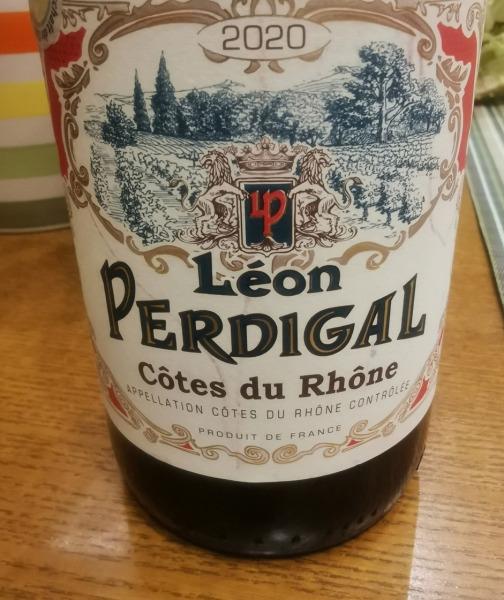 2020
LP
Léon
PERDIGAL
Côtes du Rhône
APPELLATION CÔTES DU RHÔNE CONTRÔLÉE
PRODUIT DE FRANCE